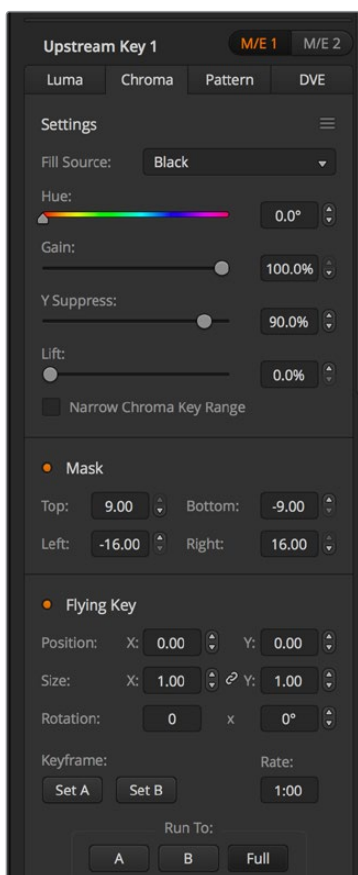 Upstream Key 1 M/E 1 M/E 2
Luma Chroma Pattern DVE
Settings
Fill Source: Black
Hue:
0.0°
Gain:
100.0%
Y Suppress:
90.0%
Lift:
0.0%
Narrow Chroma Key Range
Mask
Top: 9.00 Bottom: -9.00
Left: -16.00 Right: 16.00
Flying Key
Position: X: 0.00 Y: 0.00
Size: X: 1.00 Y: 1.00
Rotation: 0 x 0°
Keyframe: Rate:
Set A Set B 1:00
Run To:
A B Full